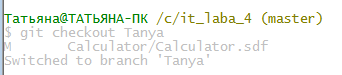 Татьяна@ТАТЬЯНА-ПК /c/it_laba_4 (master)
$ git checkout Tanya
M       Calculator/Calculator.sdf
Switched to branch 'Tanya'